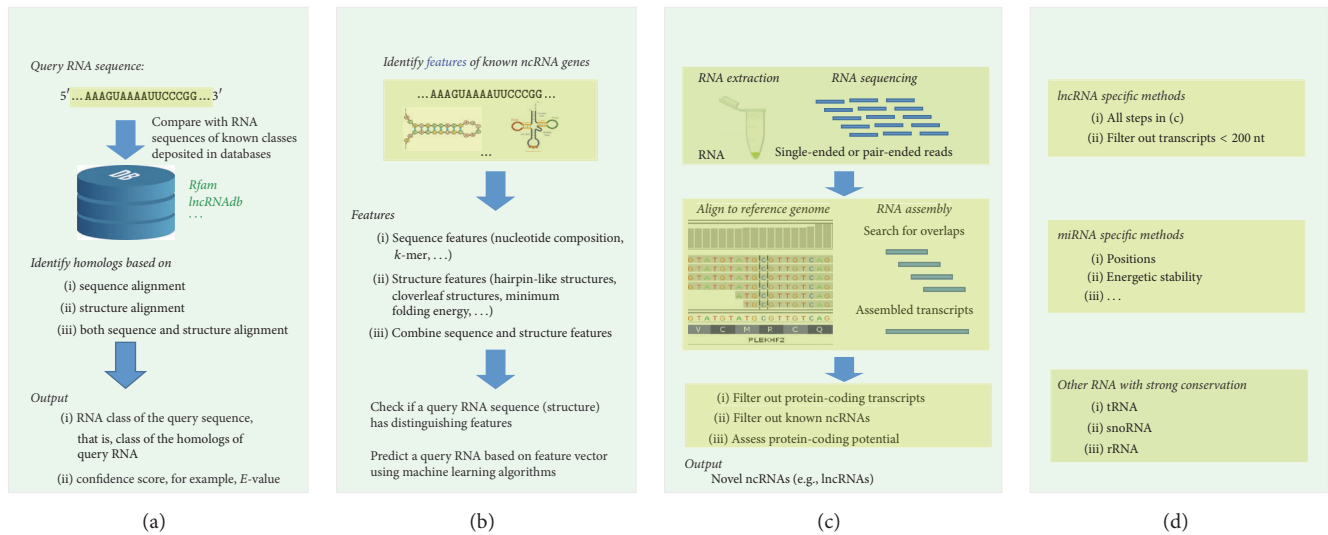 Query RNA sequence:
5′ ... AAAGUAAAAUUCCCGG ... 3′
Compare with RNA
sequences of known classes
deposited in databases
DB
Rfam
lncRNAdb
...
Identify homologs based on
(i) sequence alignment
(ii) structure alignment
(iii) both sequence and structure alignment
Output
(i) RNA class of the query sequence,
that is, class of the homologs of
query RNA
(ii) confidence score, for example, E-value
(a)
Identify features of known ncRNA genes
... AAAGUAAAAUUCCCGG ...
...
Features
(i) Sequence features (nucleotide composition,
k-mer, ...)
(ii) Structure features (hairpin-like structures,
cloverleaf structures, minimum
folding energy, ...)
(iii) Combine sequence and structure features
Check if a query RNA sequence (structure)
has distinguishing features
Predict a query RNA based on feature vector
using machine learning algorithms
(b)
RNA extraction
RNA sequencing
RNA
Single-ended or pair-ended reads
Align to reference genome
GTATGTATGCGTTGTCAG
GTATGTATGCGTTGTCAG
GTATGTATGCGTTGTCAG
ATGCGTTGTCAG
TGCGTTGTCAG
GTATGTATGCGTTGTCAG
V C M R C Q
PLEKHF2
RNA assembly
Search for overlaps
Assembled transcripts
(i) Filter out protein-coding transcripts
(ii) Filter out known ncRNAs
(iii) Assess protein-coding potential
Output
Novel ncRNAs (e.g., lncRNAs)
(c)
lncRNA specific methods
(i) All steps in (c)
(ii) Filter out transcripts < 200 nt
miRNA specific methods
(i) Positions
(ii) Energetic stability
(iii) ...
Other RNA with strong conservation
(i) tRNA
(ii) snoRNA
(iii) rRNA
(d)